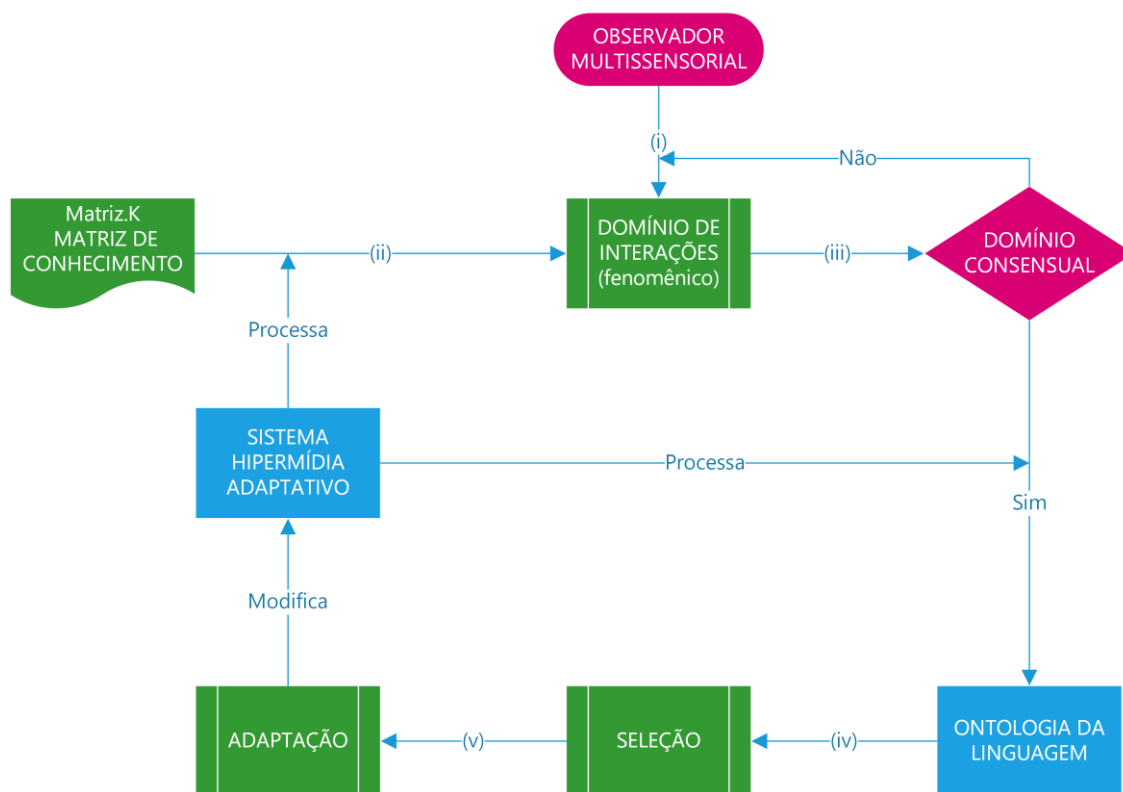 OBSERVADOR
MULTISSENSORIAL
(i)
Não
Matriz.K
MATRIZ DE
CONHECIMENTO
(ii)
DOMÍNIO DE
INTERAÇÕES
(fenomênico)
(iii)
DOMÍNIO
CONSENSUAL
Processa
SISTEMA
HIPERMÍDIA
ADAPTATIVO
Processa
Sim
Modifica
ADAPTAÇÃO
(v)
SELEÇÃO
(iv)
ONTOLOGIA DA
LINGUAGEM